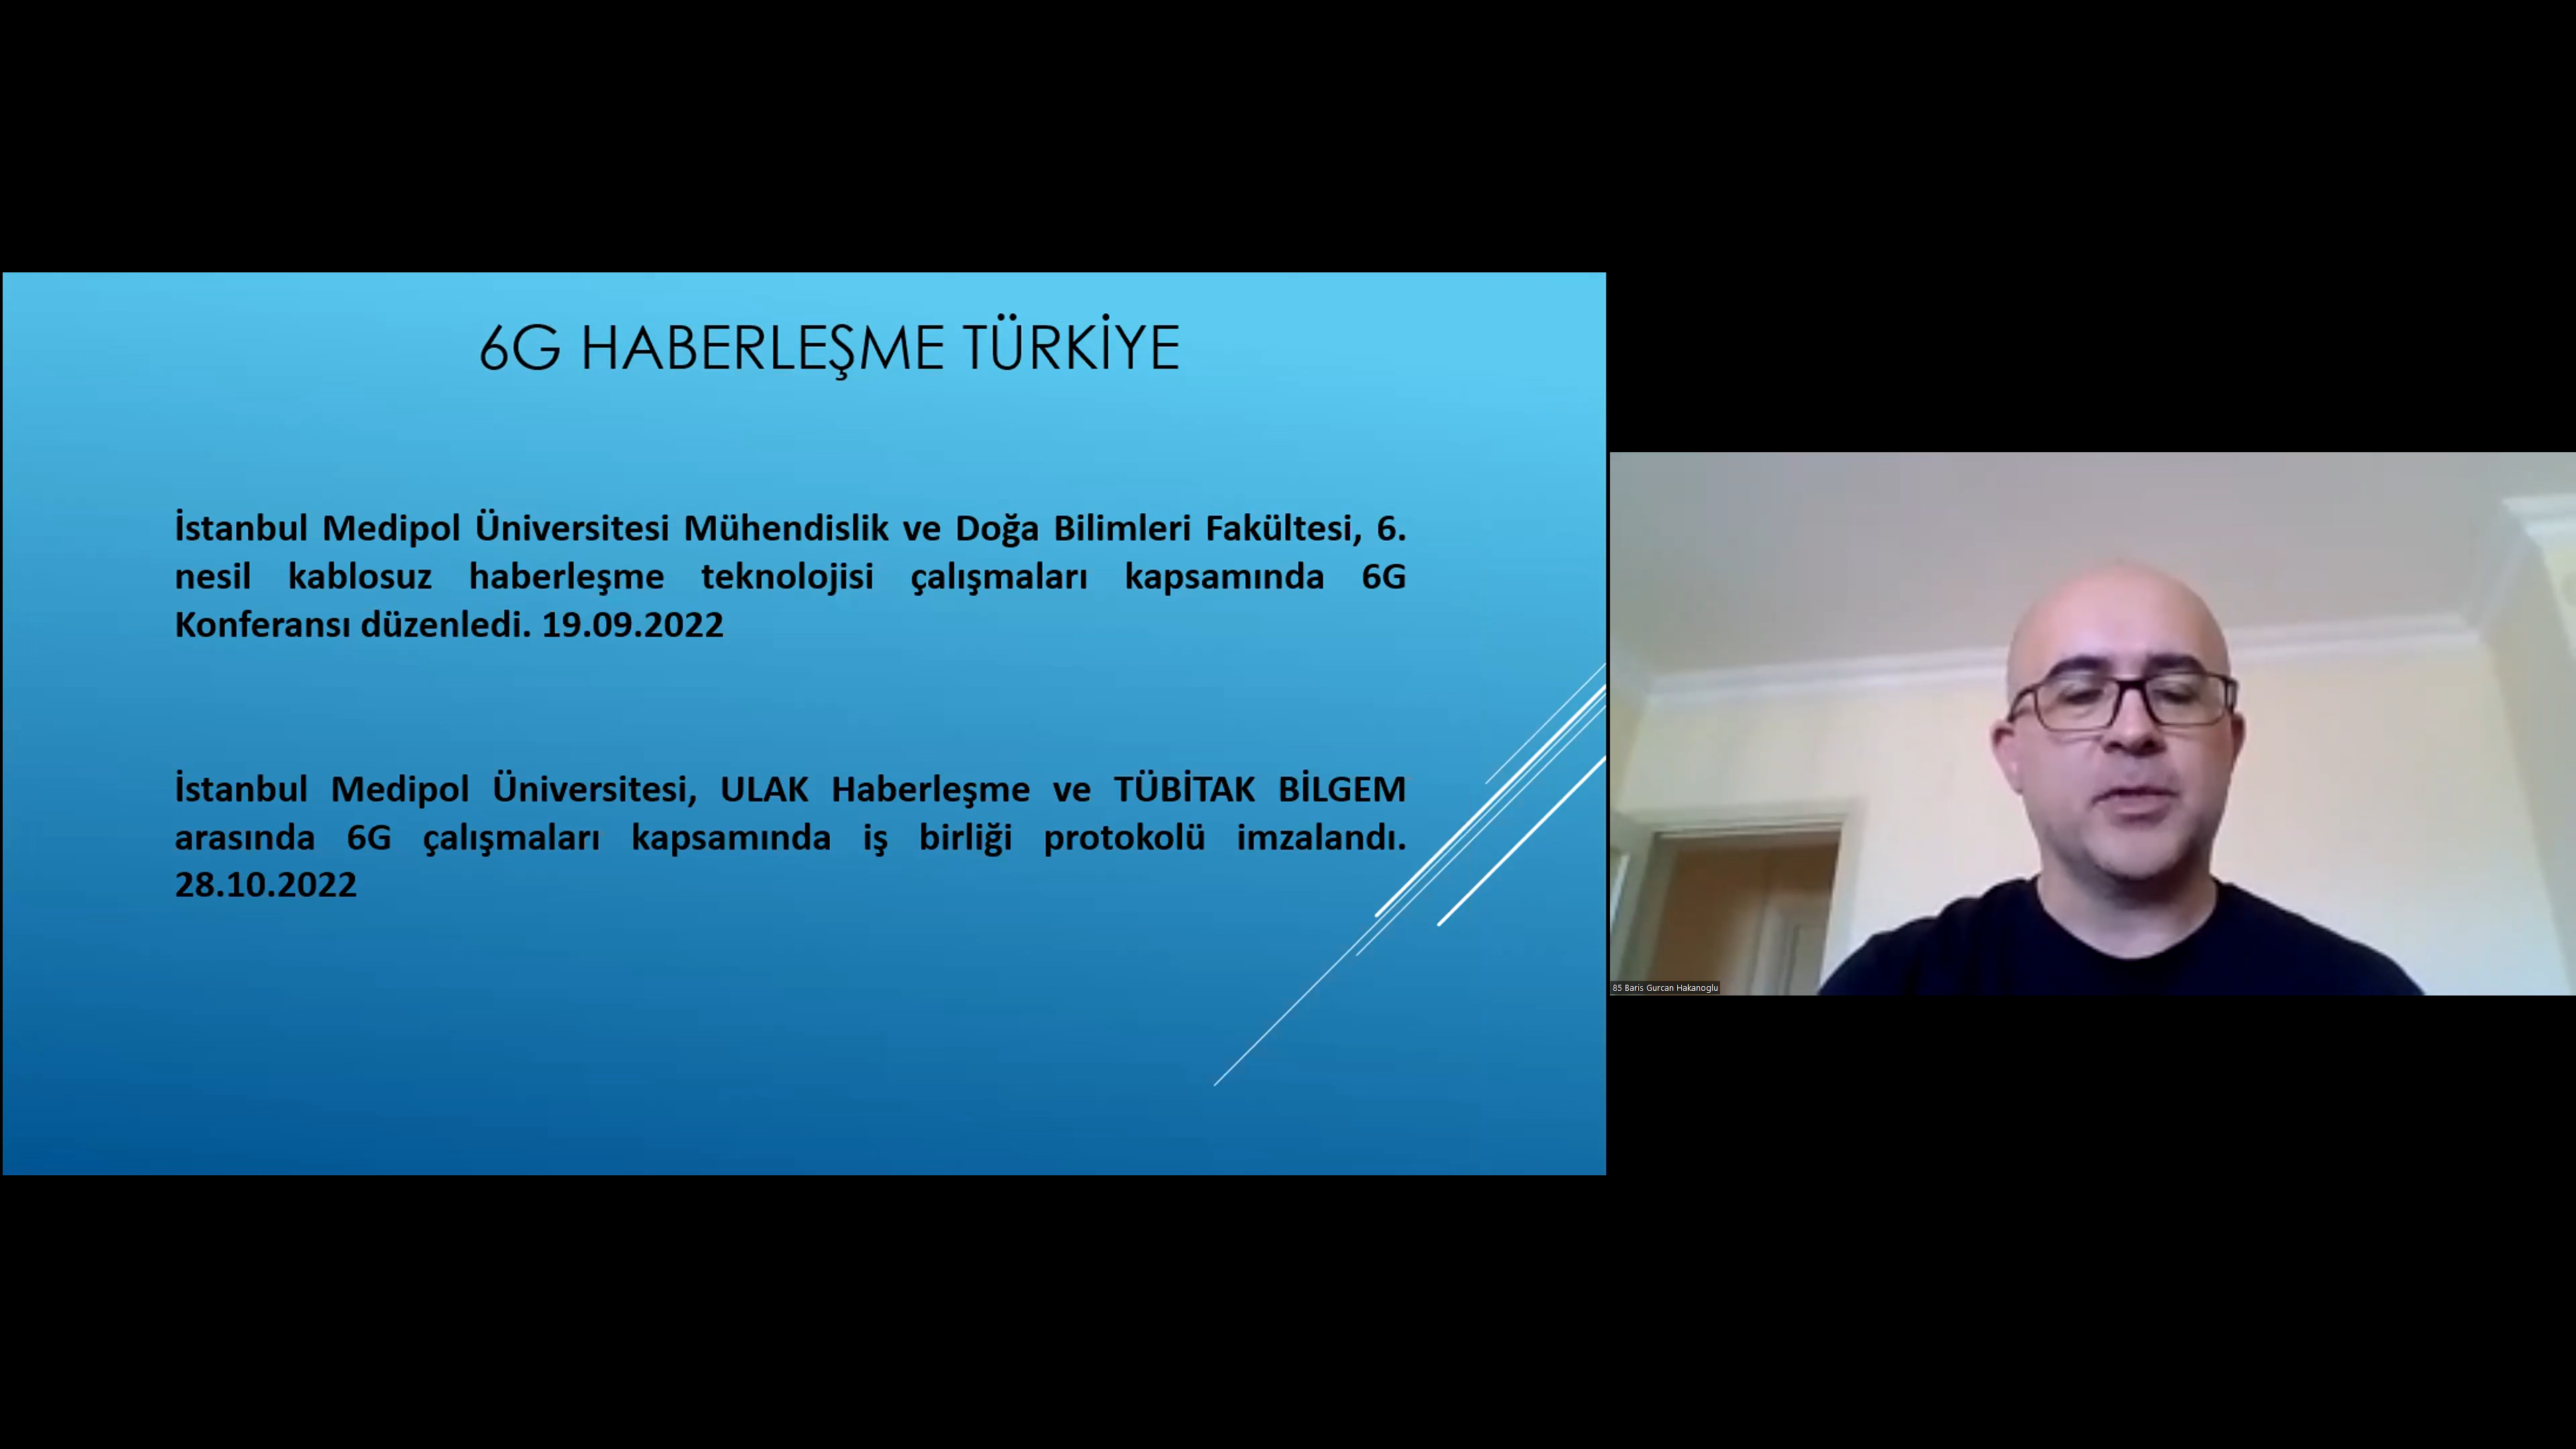 6G HABERLEŞME TÜRKİYE
İstanbul Medipol Üniversitesi Mühendislik ve Doğa Bilimleri Fakültesi, 6.
nesil kablosuz haberleşme teknolojisi çalışmaları kapsamında 6G
Konferansı düzenledi. 19.09.2022
İstanbul Medipol Üniversitesi, ULAK Haberleşme ve TÜBİTAK BİLGEM
arasında 6G çalışmaları kapsamında iş birliği protokolü imzalandı.
28.10.2022
85 Baris Gurcan Hakanoglu